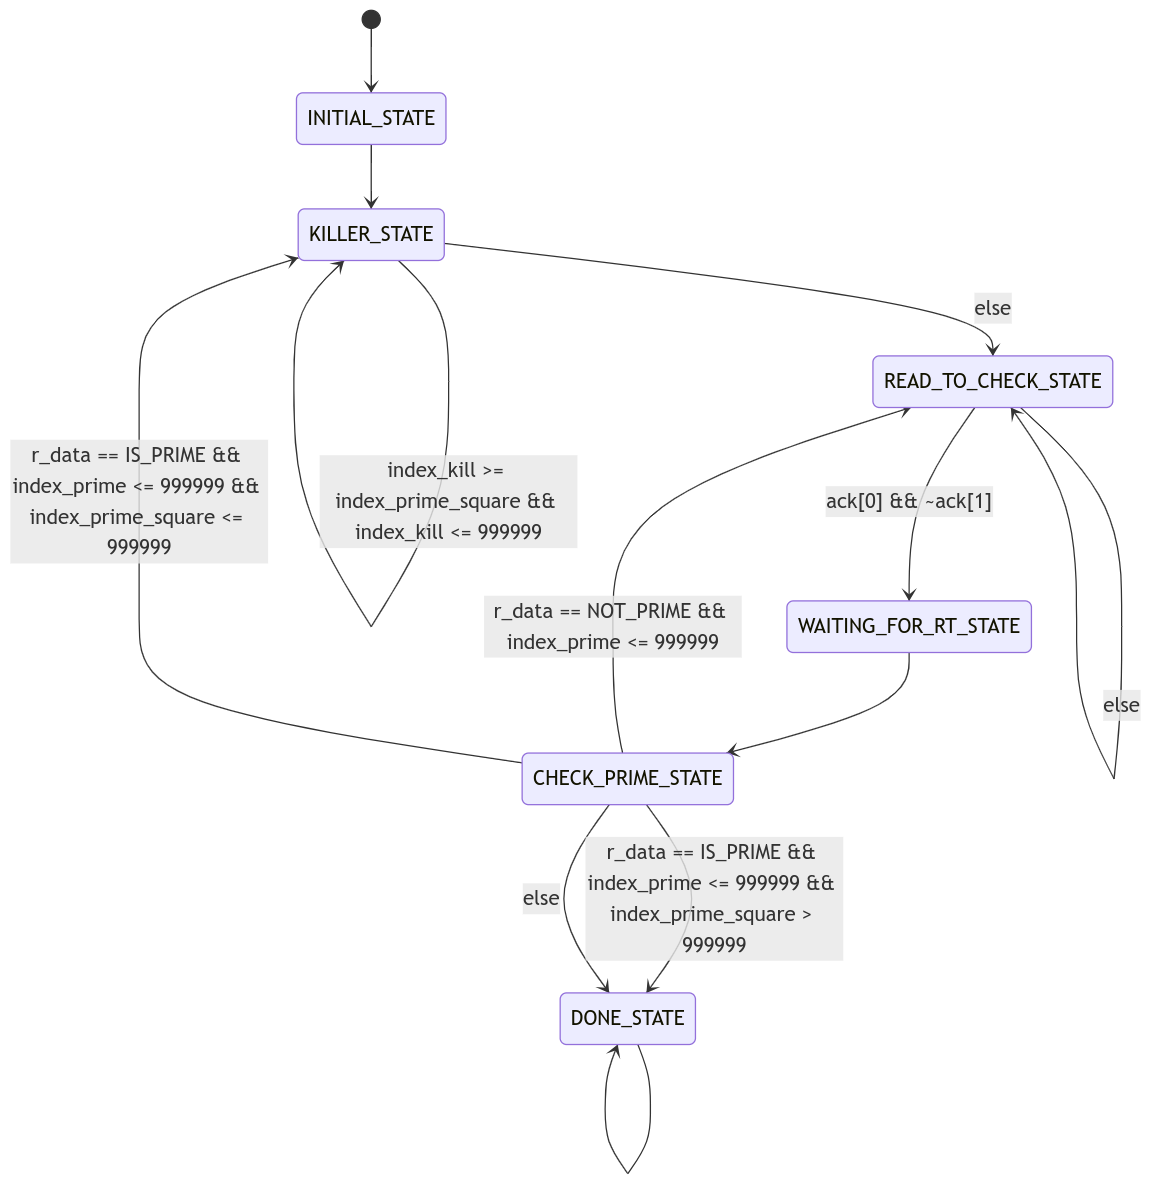 INITIAL_STATE
KILLER_STATE
else
READ_TO_CHECK_STATE
r_data == IS_PRIME &&
index_prime <= 999999 &&
index_prime_square <=
999999
index_kill >=
index_prime_square &&
index_kill <= 999999
ack[0] && ~ack[1]
r_data == NOT_PRIME &&
index_prime <= 999999
WAITING_FOR_RT_STATE
else
CHECK_PRIME_STATE
else
r_data == IS_PRIME &&
index_prime <= 999999 &&
index_prime_square >
999999
DONE_STATE